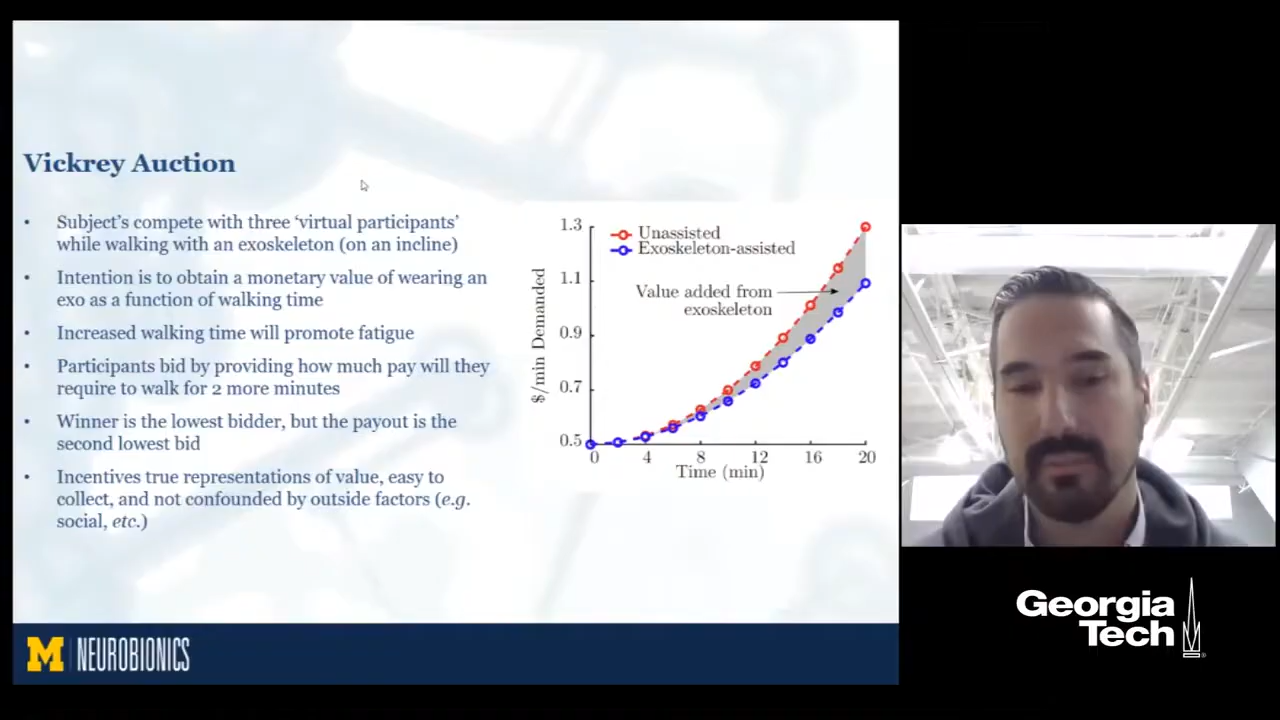 Vickrey Auction
• Subject's compete with three 'virtual participants'
while walking with an exoskeleton (on an incline)
• Intention is to obtain a monetary value of wearing an
exo as a function of walking time
• Increased walking time will promote fatigue
• Participants bid by providing how much pay will they
require to walk for 2 more minutes
• Winner is the lowest bidder, but the payout is the
second lowest bid
• Incentives true representations of value, easy to
collect, and not confounded by outside factors (e.g.
social, etc.)
$/min Demanded
1.3
1.1
0.9
0.7
0.5
Unassisted
Exoskeleton-assisted
Value added from
exoskeleton
0 4 8 12 16 20
Time (min)
M NEUROBIONICS
Georgia
Tech